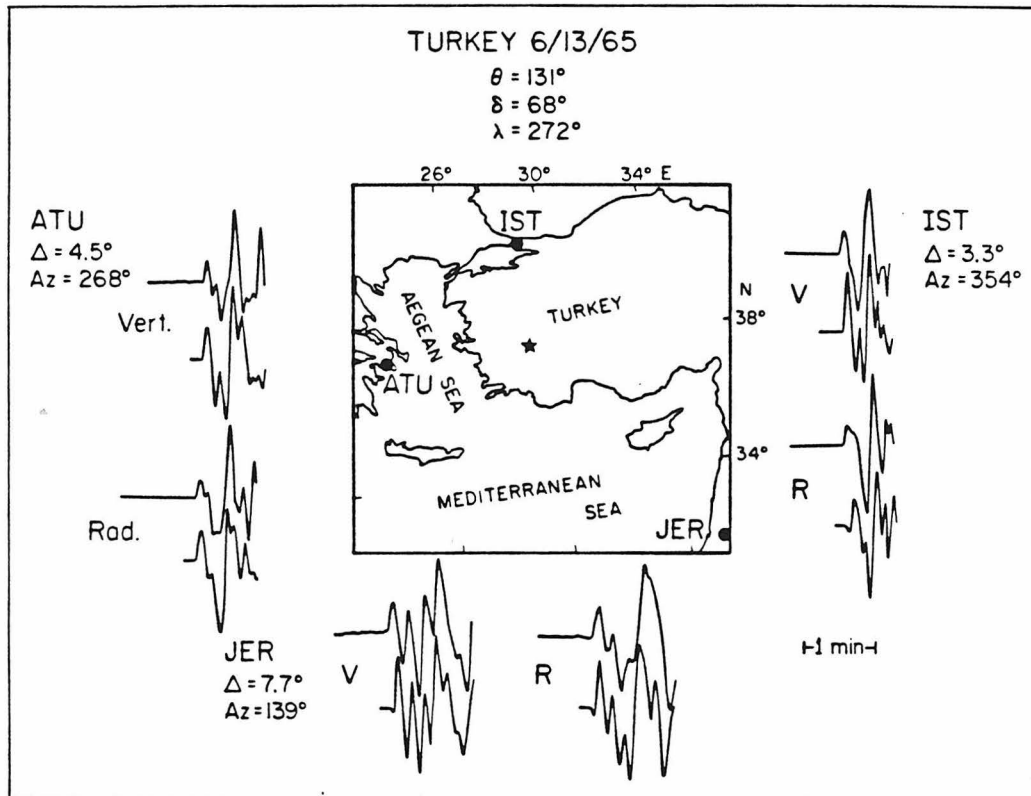 TURKEY 6/13/65
θ = 131°
δ = 68°
λ = 272°
26° 30° 34° E
ATU
Δ = 4.5°
Az = 268°
Vert.
Rad.
IST
AEGEAN SEA
TURKEY
ATU
MEDITERRANEAN
SEA
JER
N
38°
34°
V
R
IST
Δ = 3.3°
Az = 354°
JER
Δ = 7.7°
Az = 139°
V
R
1 min